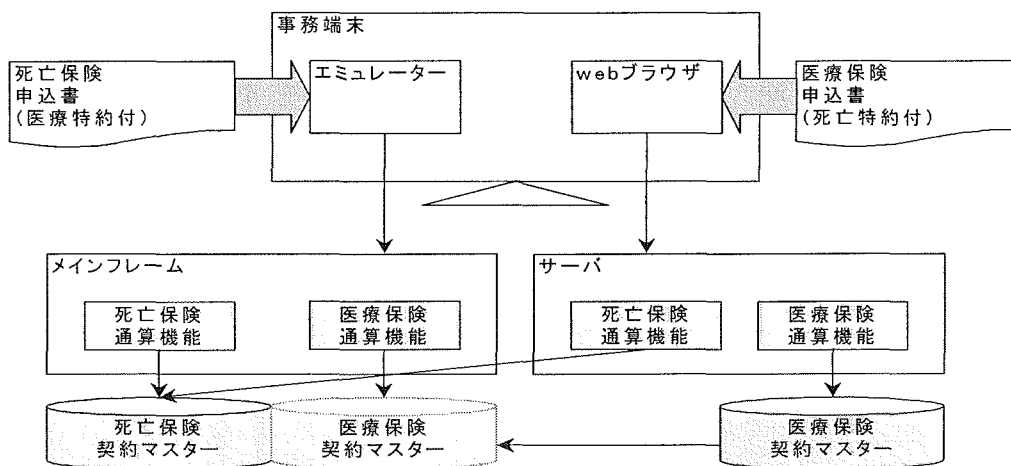 事務端末
死亡保険
申込書
(医療特約付)
エミュレーター
webブラウザ
医療保険
申込書
(死亡特約付)
メインフレーム
死亡保険
通算機能
医療保険
通算機能
サーバ
死亡保険
通算機能
医療保険
通算機能
死亡保険
契約マスター
医療保険
契約マスター
医療保険
契約マスター